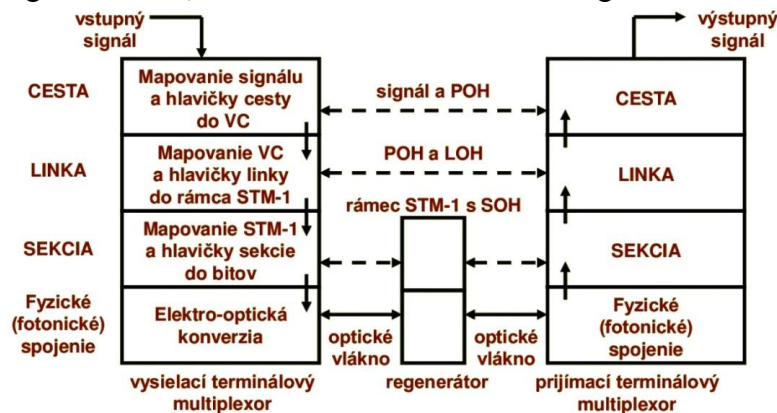 vstupný
signál
výstupný
signál
CESTA
Mapovanie signálu
a hlavičky cesty
do VC
signál a POH
CESTA
LINKA
Mapovanie VC
a hlavičky linky
do rámca STM-1
POH a LOH
LINKA
rámec STM-1 s SOH
SEKCIA
Mapovanie STM-1
a hlavičky sekcie
do bitov
SEKCIA
Fyzické
(fotonické)
spojenie
Elektro-optická
konverzia
optické
vlákno
optické
vlákno
Fyzické
(fotonické)
spojenie
vysielací terminálový
multiplexor
regenerátor
prijímací terminálový
multiplexor